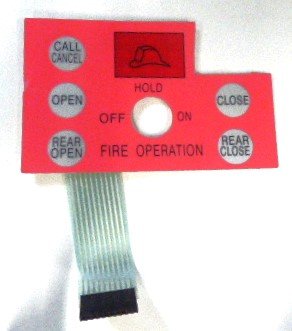 CALL
CANCEL
HOLD
OPEN
CLOSE
OFF
ON
REAR
OPEN
FIRE OPERATION
REAR
CLOSE